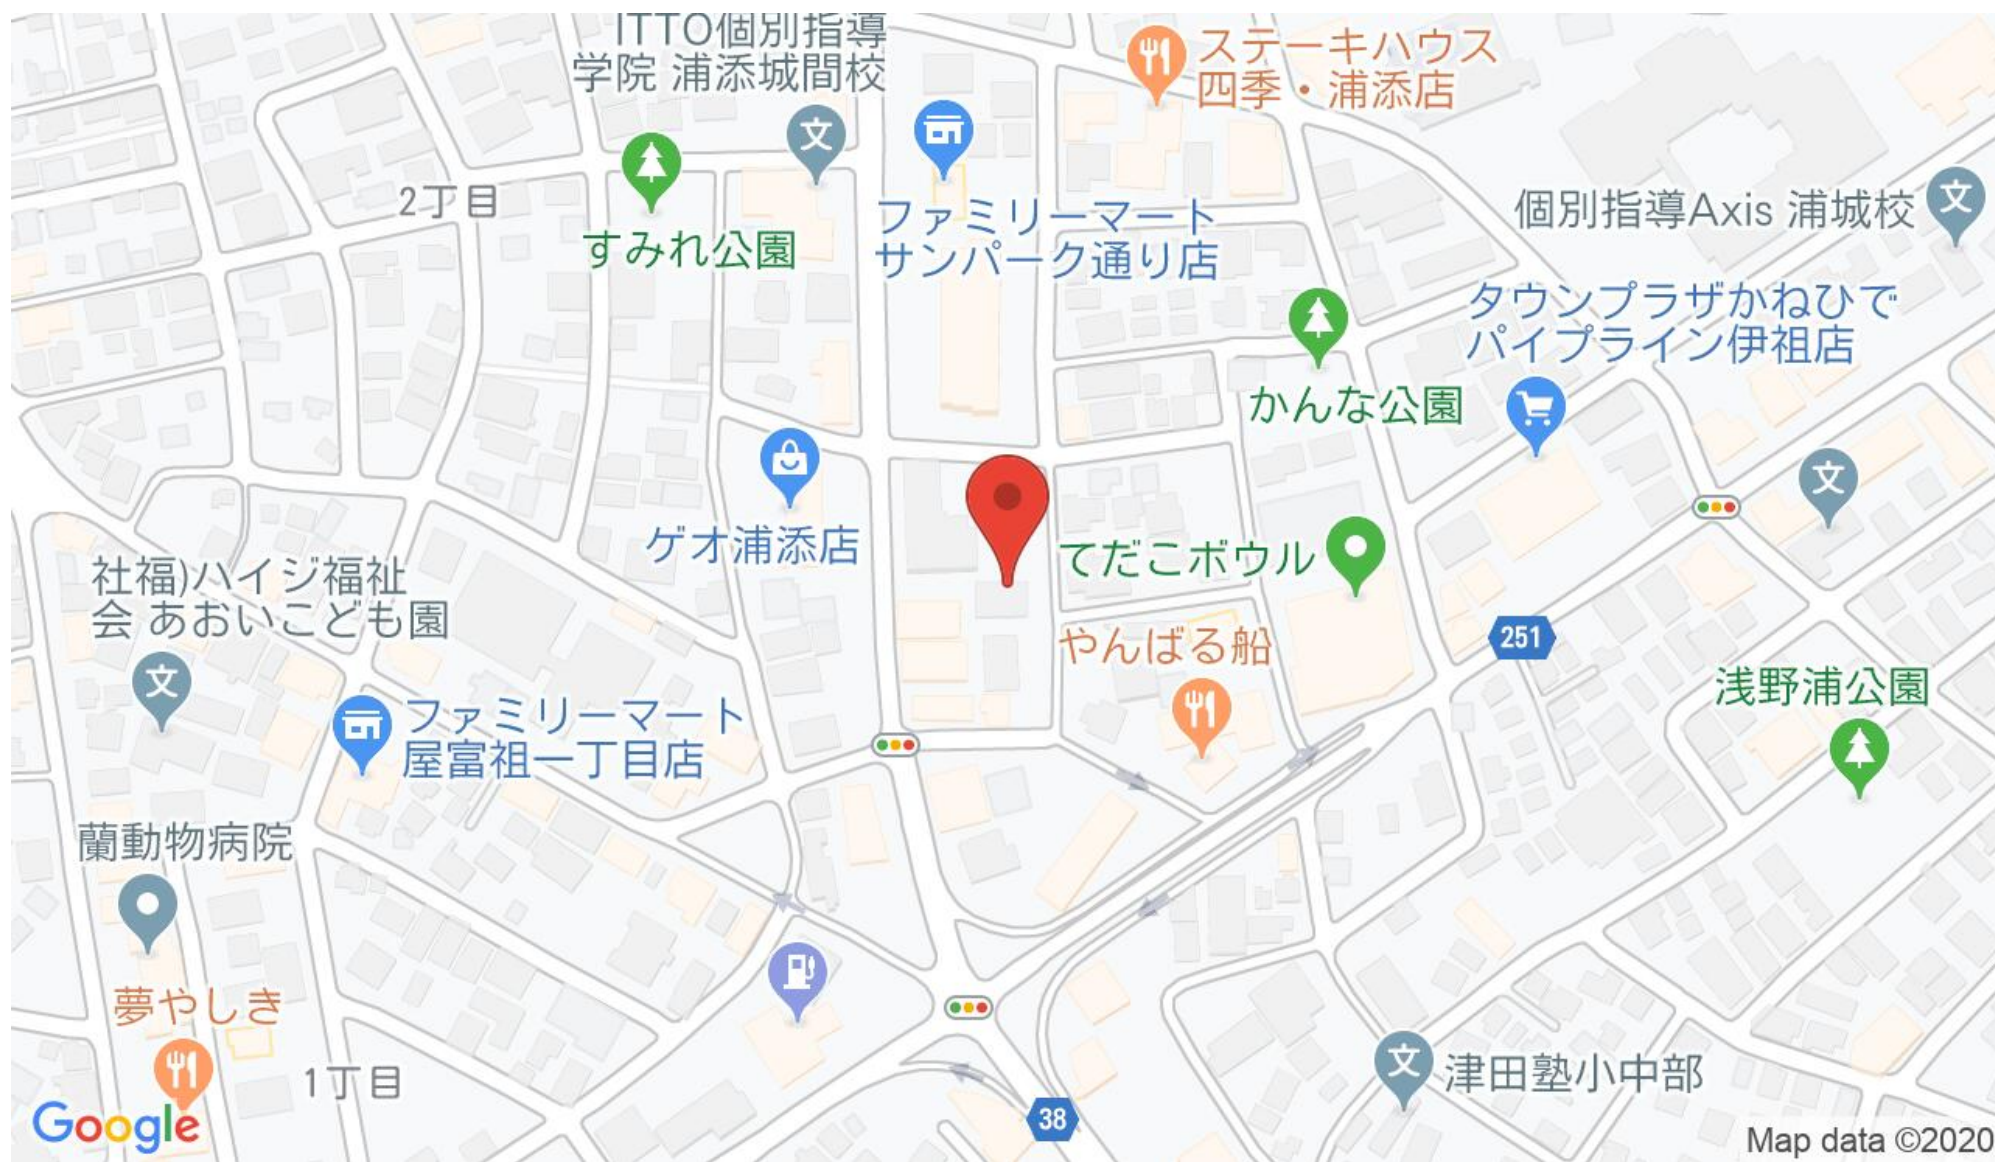 ITTO個別指導
学院 浦添城間校
ステーキハウス
四季・浦添店
文
2丁目
すみれ公園
ファミリーマート
サンパーク通り店
個別指導Axis 浦城校
文
タウンプラザかねひで
パイプライン伊祖店
かんな公園
文
ゲオ浦添店
てだこボウル
社福)ハイジ福祉
会 あおいこども園
文
やんばる船
251
浅野浦公園
ファミリーマート
屋富祖一丁目店
蘭動物病院
夢やしき
1丁目
文
津田塾小中部
38
Google
Map data ©2020